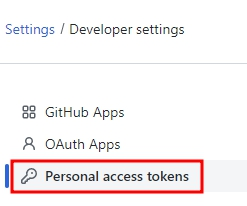 Settings / Developer settings
GitHub Apps
OAuth Apps
Personal access tokens